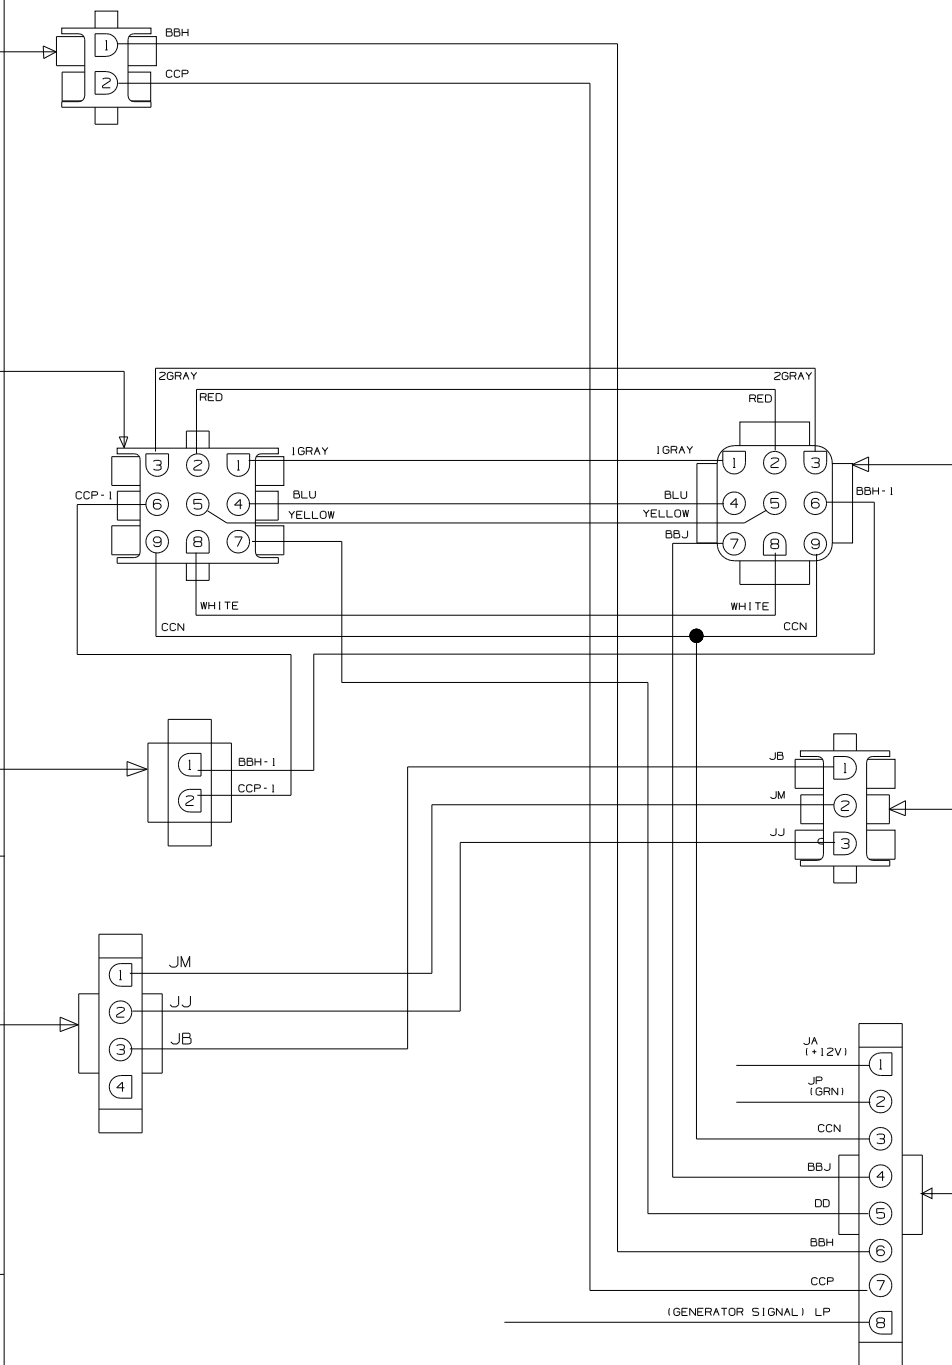 BBH
1
CCP
2
2GRAY 2GRAY
RED RED
1GRAY 1GRAY
3 2 1 1 2 3
CCP-1 BLU BLU BBH-1
6 5 4 4 5 6
YELLOW YELLOW
BBJ
9 8 7 7 8 9
WHITE WHITE
CCN CCN
1 BBH-1
2 CCP-1
JB 1
JM 2
JJ 3
1 JM
2 JJ
3 JB
4
JA
(+12V) 1
JP
(GRN) 2
CCN 3
BBJ 4
DD 5
BBH 6
CCP 7
(GENERATOR SIGNAL) LP 8